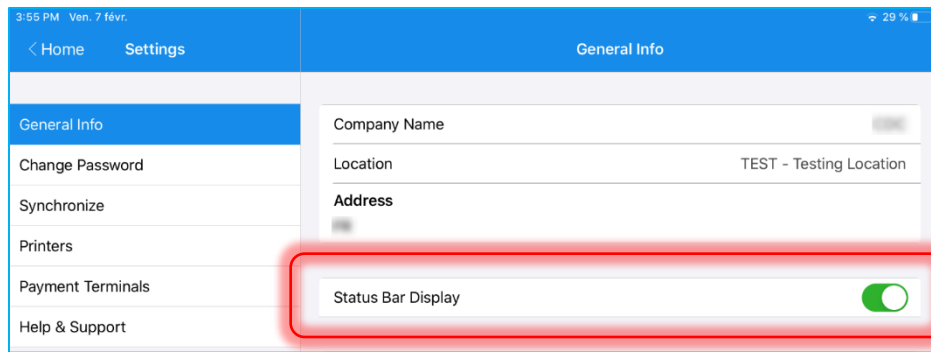 3:55 PM Ven. 7 févr. 29 %
Home Settings General Info
General Info
Change Password
Synchronize
Printers
Payment Terminals
Help & Support
Company Name
Location TEST - Testing Location
Address
Status Bar Display